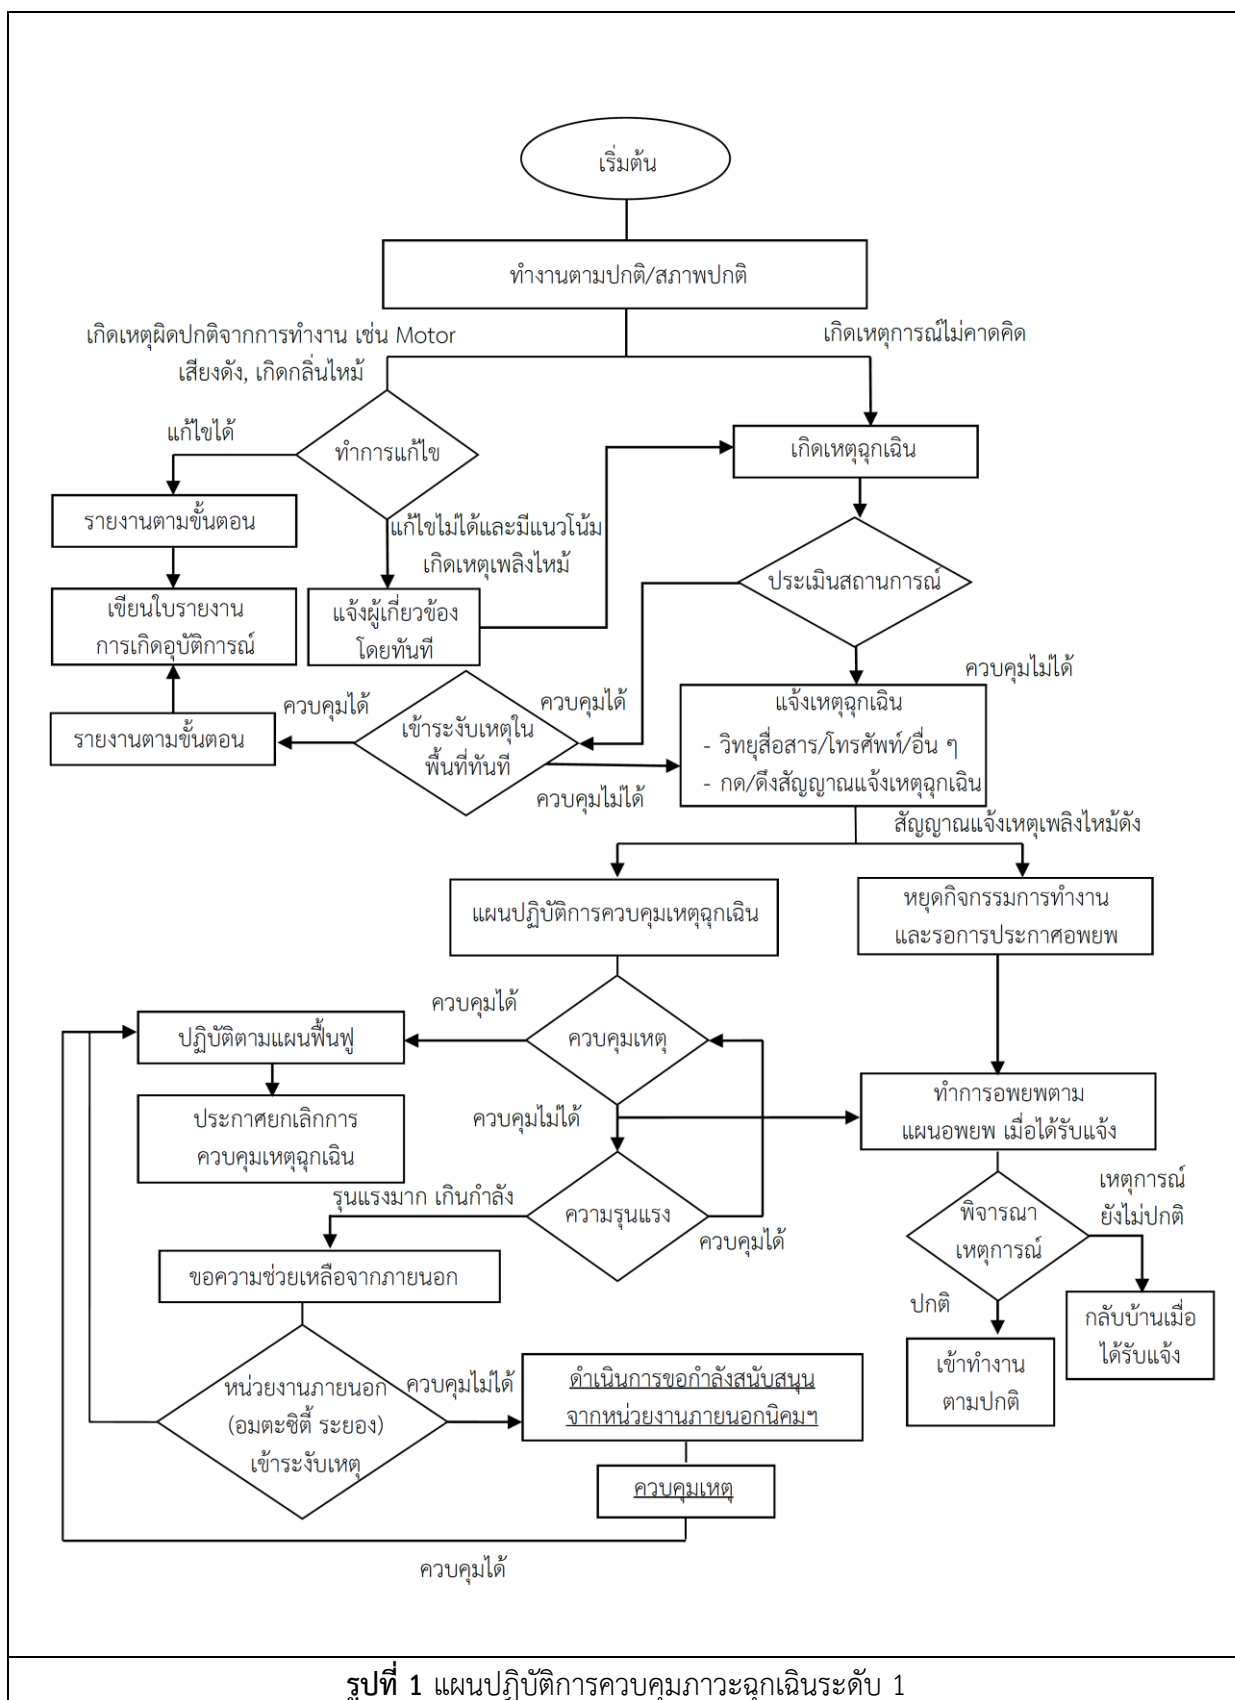 เริ่มต้น
ทำงานตามปกติ/สภาพปกติ
เกิดเหตุผิดปกติจากการทำงาน เช่น Motor
เสียงดัง, เกิดกลิ่นไหม้
เกิดเหตุการณ์ไม่คาดคิด
แก้ไขได้
ทำการแก้ไข
เกิดเหตุฉุกเฉิน
รายงานตามขั้นตอน
แก้ไขไม่ได้และมีแนวโน้ม
เกิดเหตุเพลิงไหม้
ประเมินสถานการณ์
เขียนใบรายงาน
การเกิดอุบัติการณ์
แจ้งผู้เกี่ยวข้อง
โดยทันที
ควบคุมไม่ได้
ควบคุมได้
ควบคุมได้
รายงานตามขั้นตอน
เข้าระงับเหตุใน
พื้นที่ทันที
ควบคุมไม่ได้
แจ้งเหตุฉุกเฉิน
- วิทยุสื่อสาร/โทรศัพท์/อื่น ๆ
- กด/ดึงสัญญาณแจ้งเหตุฉุกเฉิน
สัญญาณแจ้งเหตุเพลิงไหม้ดัง
แผนปฏิบัติการควบคุมเหตุฉุกเฉิน
หยุดกิจกรรมการทำงาน
และรอการประกาศอพยพ
ควบคุมได้
ปฏิบัติตามแผนฟื้นฟู
ควบคุมเหตุ
ประกาศยกเลิกการ
ควบคุมเหตุฉุกเฉิน
ควบคุมไม่ได้
ทำการอพยพตาม
แผนอพยพ เมื่อได้รับแจ้ง
รุนแรงมาก เกินกำลัง
ความรุนแรง
ควบคุมได้
พิจารณา
เหตุการณ์
เหตุการณ์
ยังไม่ปกติ
ขอความช่วยเหลือจากภายนอก
ปกติ
กลับบ้านเมื่อ
ได้รับแจ้ง
เข้าทำงาน
ตามปกติ
หน่วยงานภายนอก
(อมตะซิตี้ ระยอง)
เข้าระงับเหตุ
ควบคุมไม่ได้
ดำเนินการขอกำลังสนับสนุน
จากหน่วยงานภายนอกนิคมฯ
ควบคุมเหตุ
ควบคุมได้
รูปที่ 1 แผนปฏิบัติการควบคุมภาวะฉุกเฉินระดับ 1